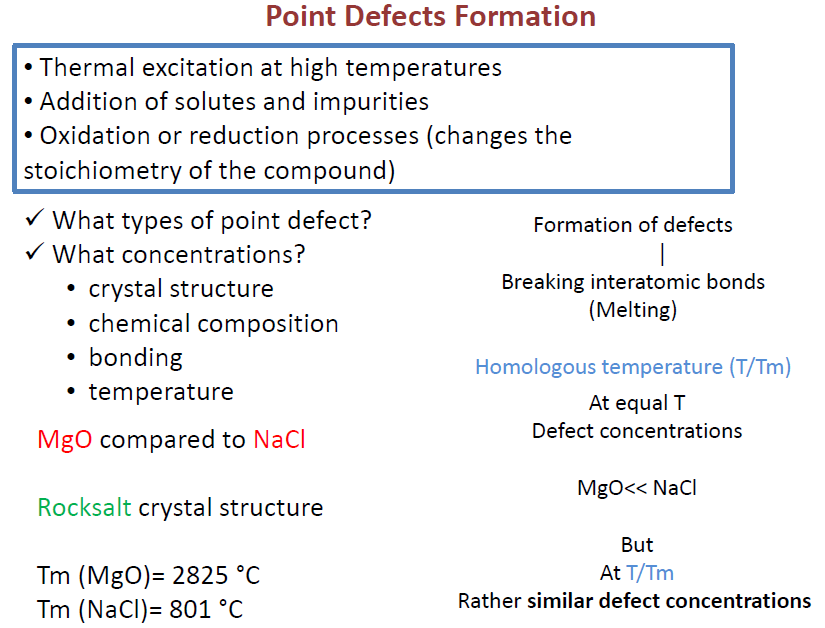 Point Defects Formation
• Thermal excitation at high temperatures
• Addition of solutes and impurities
• Oxidation or reduction processes (changes the
stoichiometry of the compound)
✓ What types of point defect?
✓ What concentrations?
• crystal structure
• chemical composition
• bonding
• temperature
MgO compared to NaCl
Rocksalt crystal structure
Tm (MgO)= 2825 °C
Tm (NaCl)= 801 °C
Formation of defects
|
Breaking interatomic bonds
(Melting)
Homologous temperature (T/Tm)
At equal T
Defect concentrations
MgO<< NaCl
But
At T/Tm
Rather similar defect concentrations